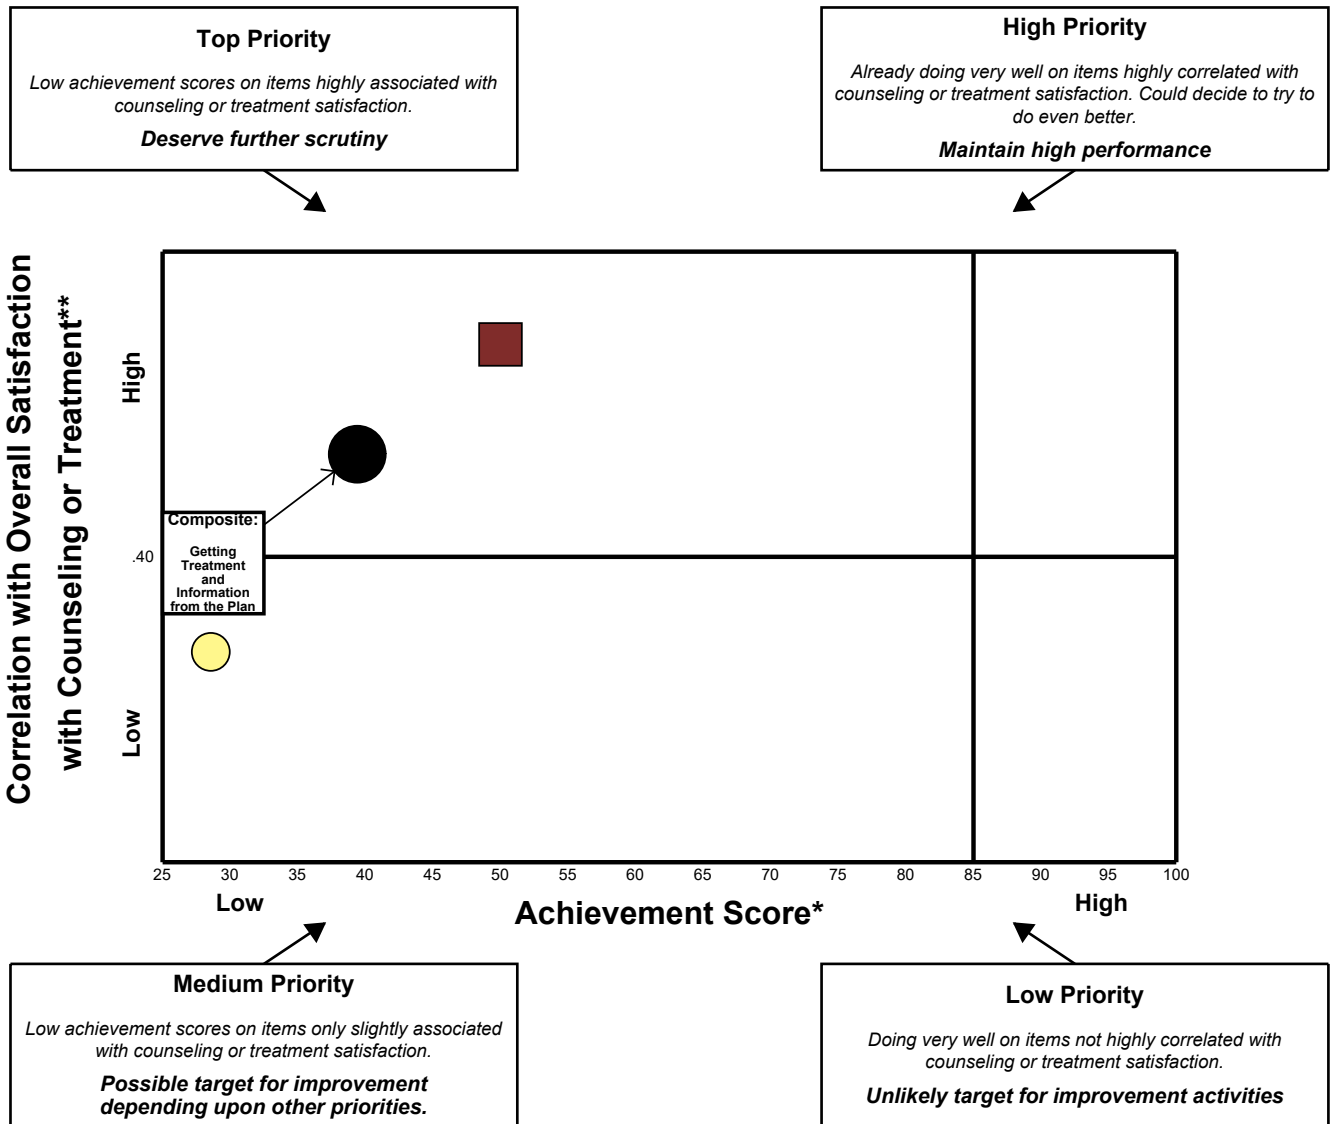 Top Priority
Low achievement scores on items highly associated with
counseling or treatment satisfaction.
Deserve further scrutiny
High Priority
Already doing very well on items highly correlated with
counseling or treatment satisfaction. Could decide to try to
do even better.
Maintain high performance
Correlation with Overall Satisfaction
with Counseling or Treatment**
High
.40
Low
Composite:
Getting
Treatment
and
Information
from the Plan
25 30 35 40 45 50 55 60 65 70 75 80 85 90 95 100
Low
Achievement Score*
High
Medium Priority
Low achievement scores on items only slightly associated
with counseling or treatment satisfaction.
Possible target for improvement
depending upon other priorities.
Low Priority
Doing very well on items not highly correlated with
counseling or treatment satisfaction.
Unlikely target for improvement activities